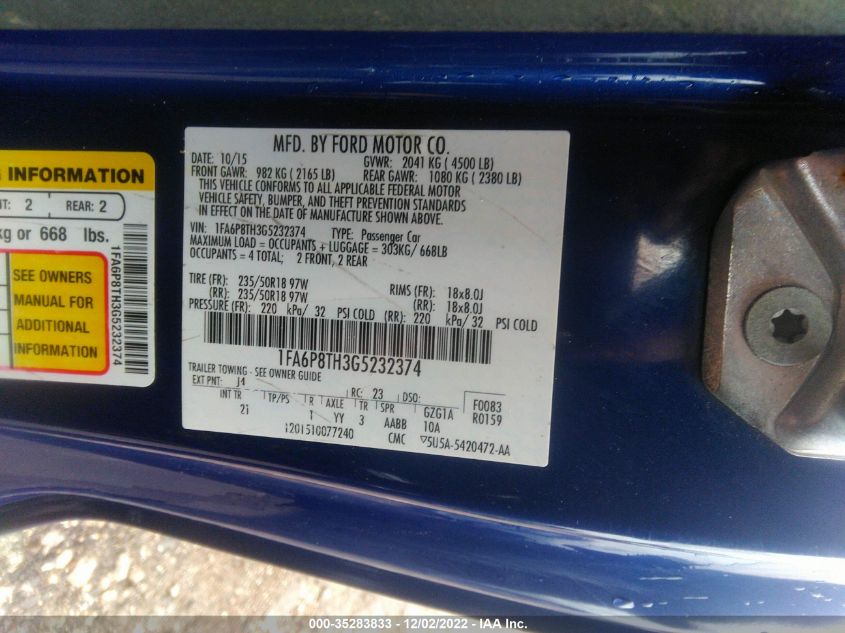 MFD. BY FORD MOTOR CO.
DATE: 10/15 GVWR: 2041 KG ( 4500 LB)
FRONT GAWR: 982 KG ( 2165 LB) REAR GAWR: 1080 KG ( 2380 LB)
THIS VEHICLE CONFORMS TO ALL APPLICABLE FEDERAL MOTOR
VEHICLE SAFETY, BUMPER, AND THEFT PREVENTION STANDARDS
IN EFFECT ON THE DATE OF MANUFACTURE SHOWN ABOVE.
VIN: 1FA6P8TH3G5232374 TYPE: Passenger Car
MAXIMUM LOAD = OCCUPANTS + LUGGAGE = 303KG/ 668LB
OCCUPANTS = 4 TOTAL; 2 FRONT, 2 REAR
TIRE (FR): 235/50R18 97W RIMS (FR): 18x8.0J
(RR): 235/50R18 97W (RR): 18x8.0J
PRESSURE (FR): 220 kPa/ 32 PSI COLD (RR): 220 kPa/ 32 PSI COLD
1FA6P8TH3G5232374
TRAILER TOWING - SEE OWNER GUIDE
EXT PNT: J4 RC: 23 DSO: F0083
INT TR TP/PS R AXLE TR SPR GZG1A R0159
21 1 YY 3 AABB 10A
1201510077240 CMC 5U5A-5420472-AA
INFORMATION
2 REAR: 2
kg or 668 lbs.
SEE OWNERS
MANUAL FOR
ADDITIONAL
INFORMATION
1FA6P8TH3G5232374
000-35283833 - 12/02/2022 - IAA Inc.